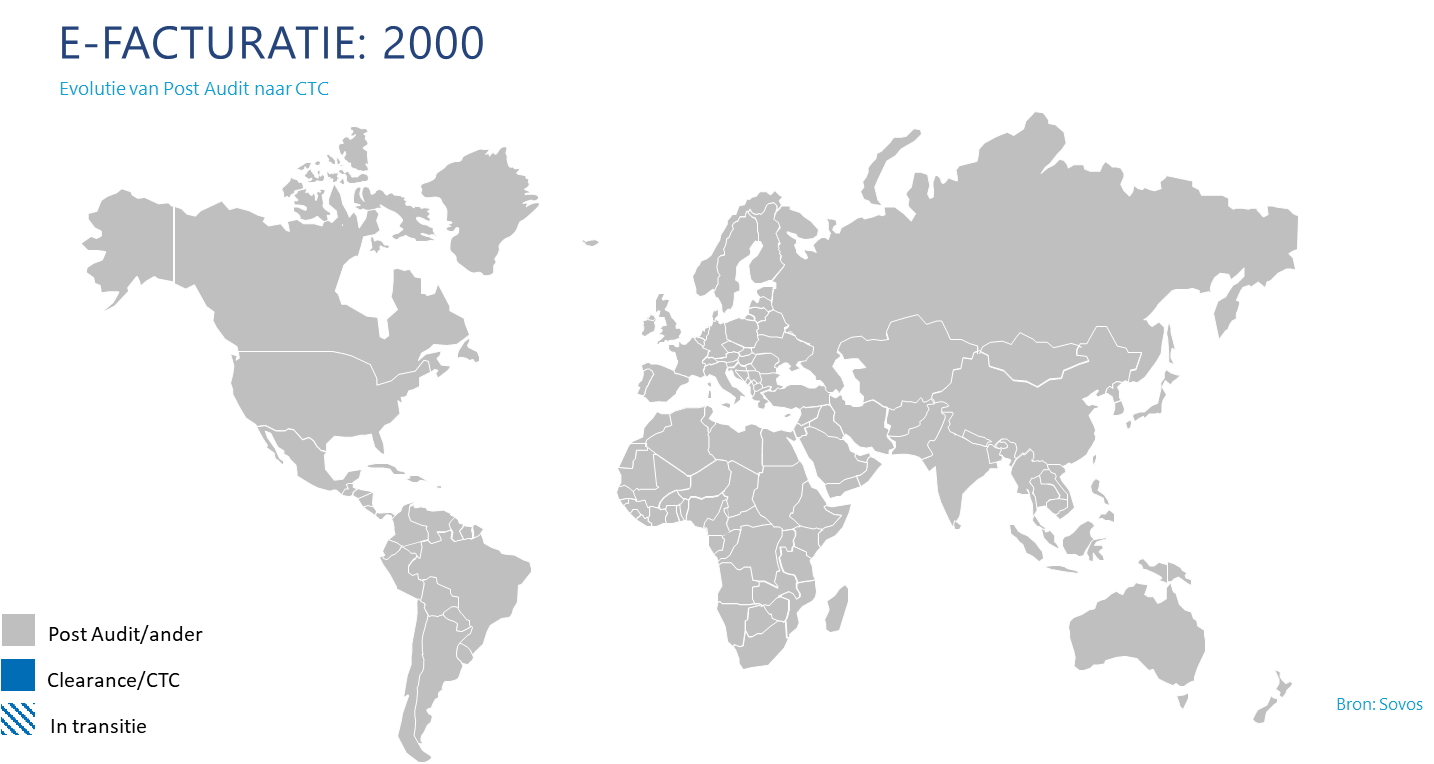 E-FACTURATIE: 2000
Evolutie van Post Audit naar CTC
Post Audit/ander
Clearance/CTC
In transitie
Bron: Sovos